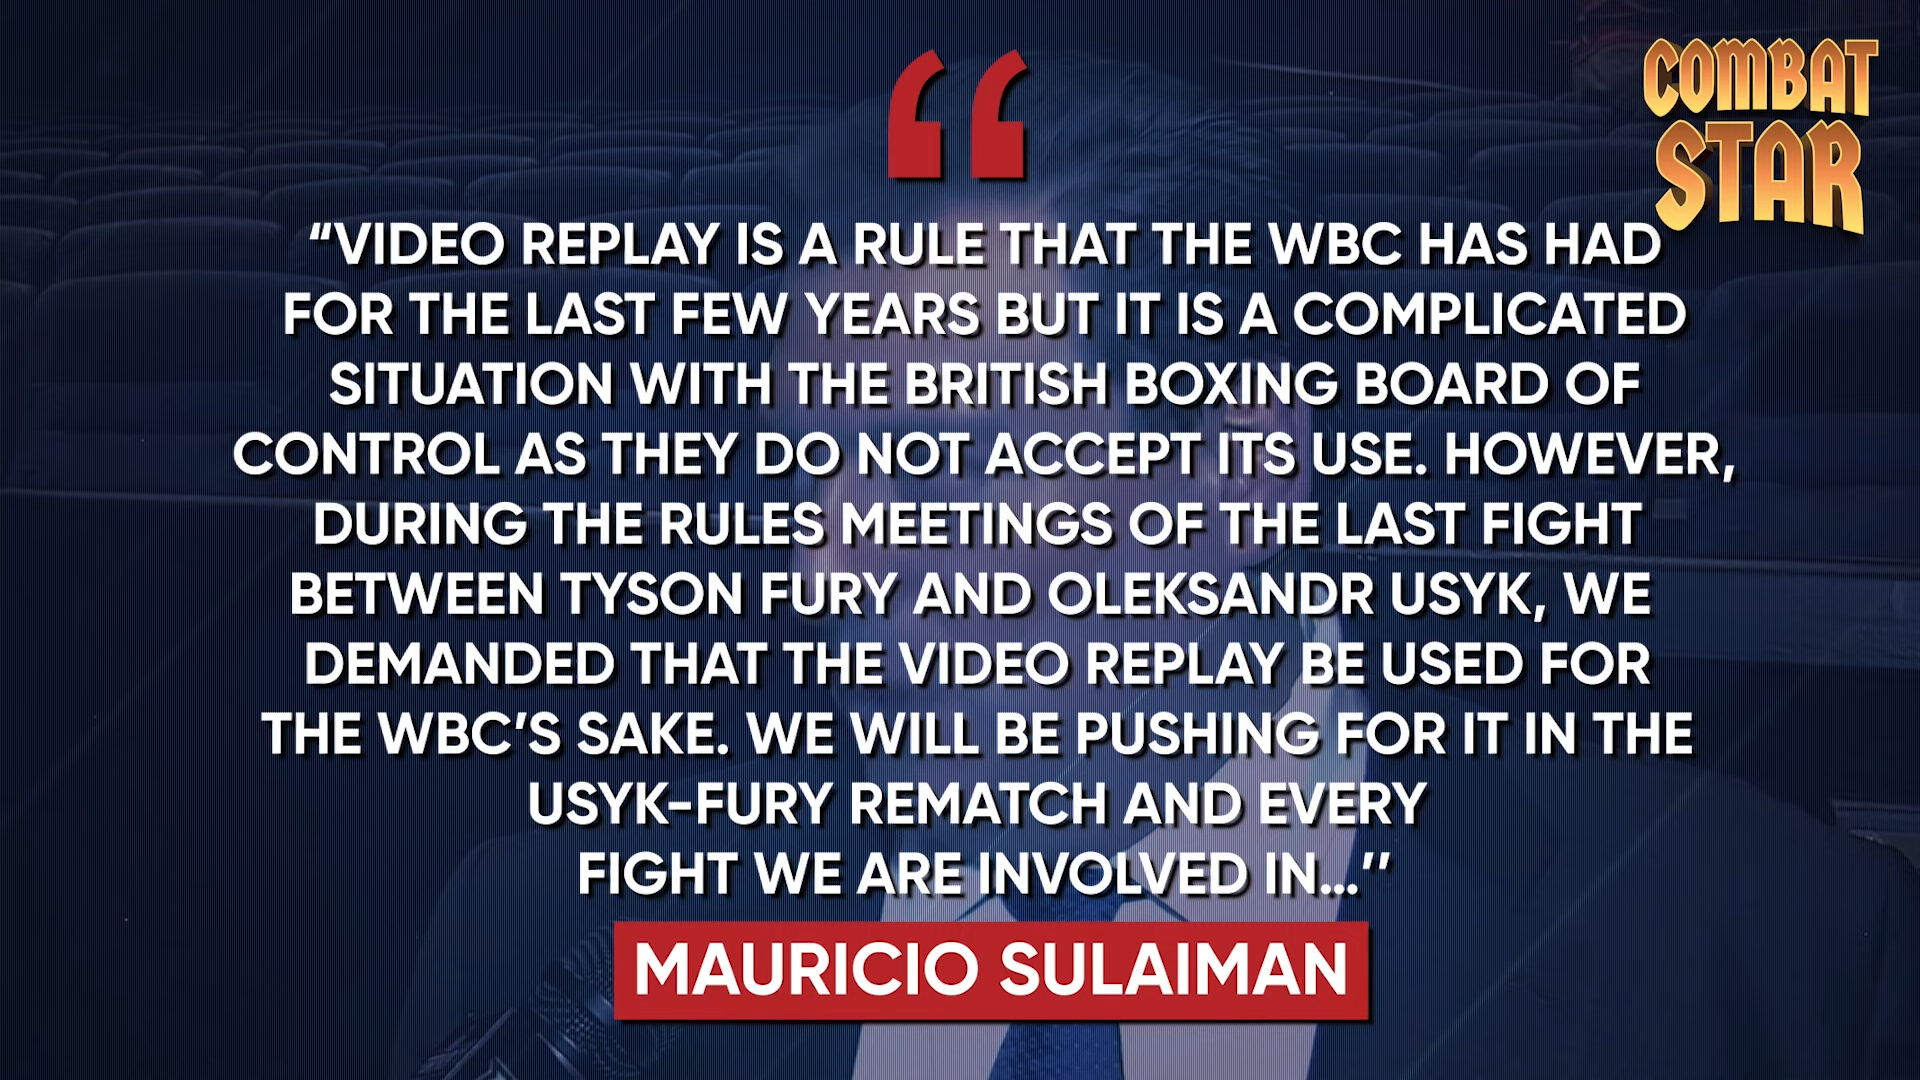 COMBAT
STAR
“VIDEO REPLAY IS A RULE THAT THE WBC HAS HAD
FOR THE LAST FEW YEARS BUT IT IS A COMPLICATED
SITUATION WITH THE BRITISH BOXING BOARD OF
CONTROL AS THEY DO NOT ACCEPT ITS USE. HOWEVER,
DURING THE RULES MEETINGS OF THE LAST FIGHT
BETWEEN TYSON FURY AND OLEKSANDR USYK, WE
DEMANDED THAT THE VIDEO REPLAY BE USED FOR
THE WBC’S SAKE. WE WILL BE PUSHING FOR IT IN THE
USYK-FURY REMATCH AND EVERY
FIGHT WE ARE INVOLVED IN...’’
MAURICIO SULAIMAN